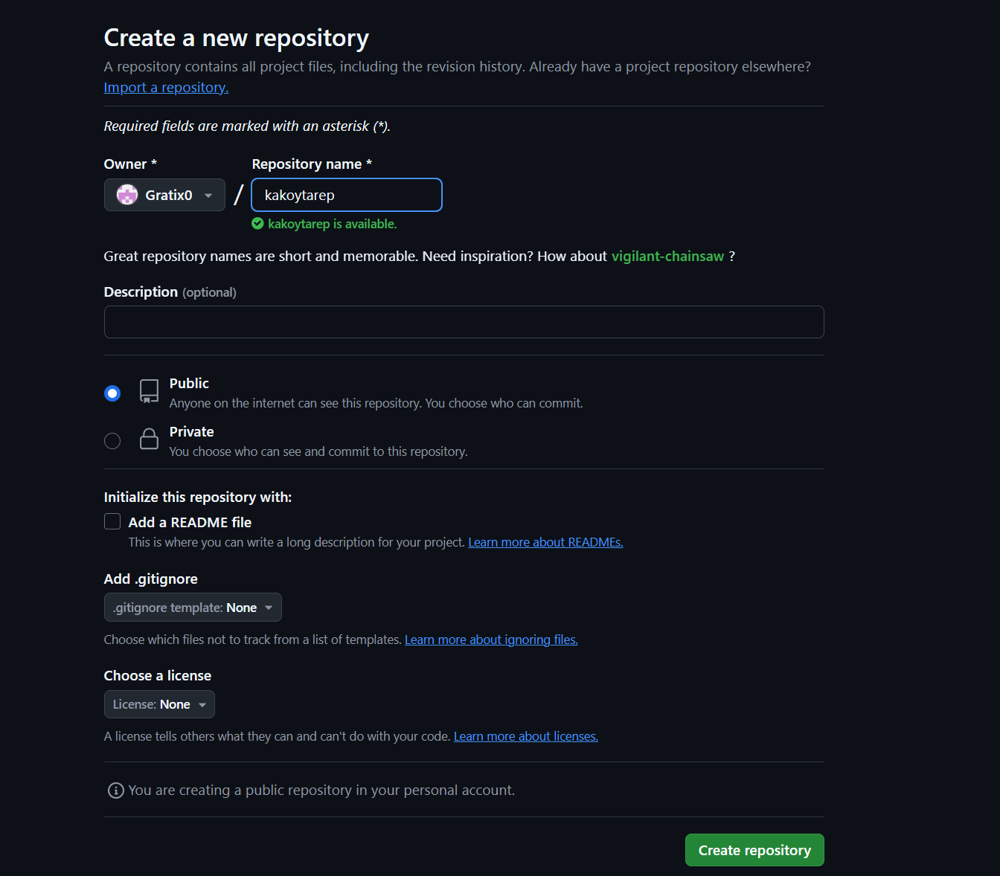 Create a new repository
A repository contains all project files, including the revision history. Already have a project repository elsewhere?
Import a repository.
Required fields are marked with an asterisk (*).
Owner * Repository name *
Gratix0 / kakoytarep
kakoytarep is available.
Great repository names are short and memorable. Need inspiration? How about vigilant-chainsaw ?
Description (optional)
Public
Anyone on the internet can see this repository. You choose who can commit.
Private
You choose who can see and commit to this repository.
Initialize this repository with:
Add a README file
This is where you can write a long description for your project. Learn more about READMEs.
Add .gitignore
.gitignore template: None
Choose which files not to track from a list of templates. Learn more about ignoring files.
Choose a license
License: None
A license tells others what they can and can't do with your code. Learn more about licenses.
You are creating a public repository in your personal account.
Create repository